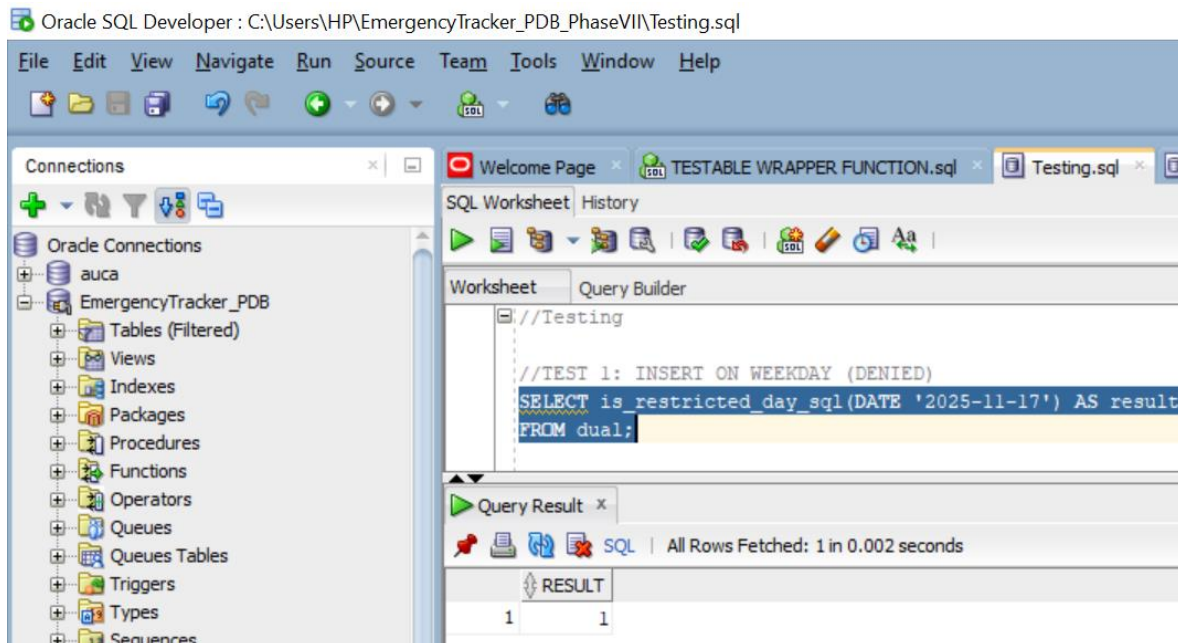 Oracle SQL Developer : C:\Users\HP\EmergencyTracker_PDB_PhaseVII\Testing.sql
File Edit View Navigate Run Source Team Tools Window Help
Connections
Welcome Page TESTABLE WRAPPER FUNCTION.sql Testing.sql
SQL Worksheet History
Oracle Connections
auca
EmergencyTracker_PDB
Tables (Filtered)
Views
Indexes
Packages
Procedures
Functions
Operators
Queues
Queues Tables
Triggers
Types
Sequences
Worksheet Query Builder
//Testing
//TEST 1: INSERT ON WEEKDAY (DENIED)
SELECT is_restricted_day_sql(DATE '2025-11-17') AS result
FROM dual;
Query Result
SQL | All Rows Fetched: 1 in 0.002 seconds
RESULT
1 1